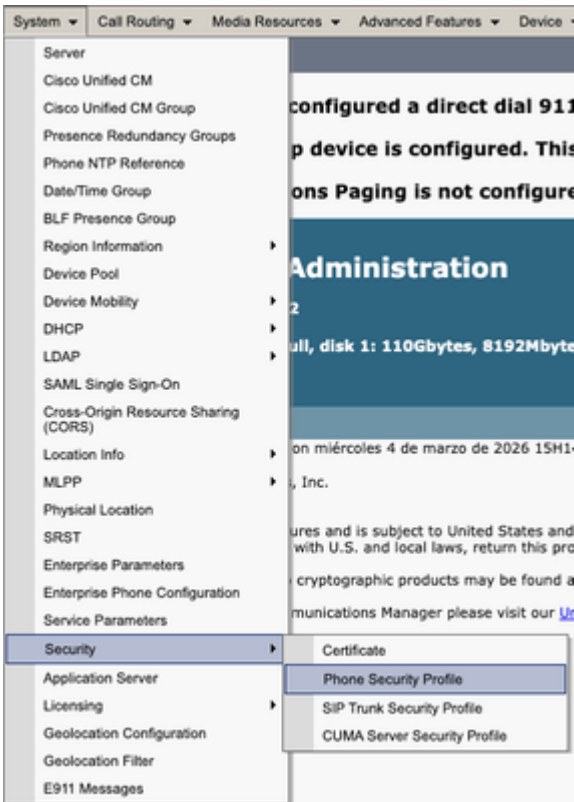 System Call Routing Media Resources Advanced Features Device
Server
Cisco Unified CM
Cisco Unified CM Group
Presence Redundancy Groups
Phone NTP Reference
Date/Time Group
BLF Presence Group
Region Information
Device Pool
Device Mobility
DHCP
LDAP
SAML Single Sign-On
Cross-Origin Resource Sharing
(CORS)
Location Info
MLPP
Physical Location
SRST
Enterprise Parameters
Enterprise Phone Configuration
Service Parameters
Security
Application Server
Licensing
Geolocation Configuration
Geolocation Filter
E911 Messages
Certificate
Phone Security Profile
SIP Trunk Security Profile
CUMA Server Security Profile
configured a direct dial 911
p device is configured. This
ons Paging is not configure
Administration
2
ull, disk 1: 110Gbytes, 8192Mbyte
on miércoles 4 de marzo de 2026 15H14
, Inc.
ures and is subject to United States and
with U.S. and local laws, return this pro
cryptographic products may be found a
munications Manager please visit our Un